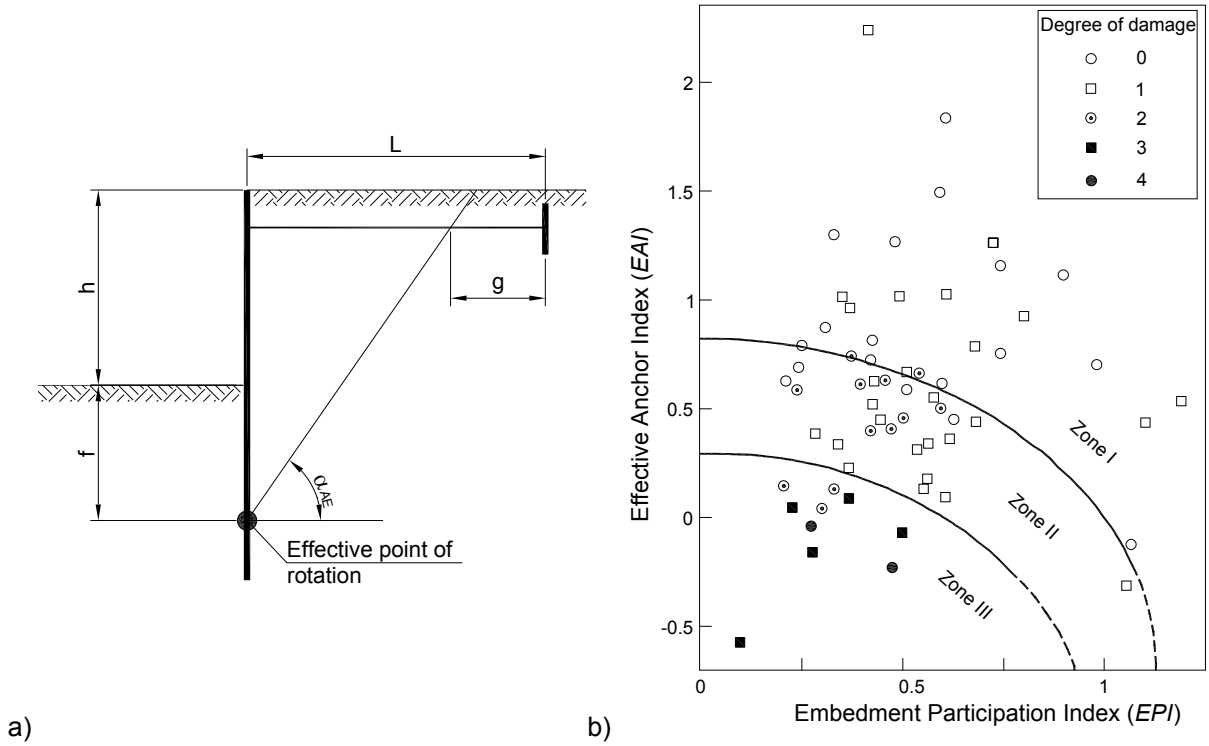 L
h
g
f
αAE
Effective point of
rotation
a)
Degree of damage
0
1
2
3
4
2
1.5
1
0.5
0
-0.5
Effective Anchor Index (EAI)
Zone I
Zone II
Zone III
0
0.5
1
Embedment Participation Index (EPI)
b)